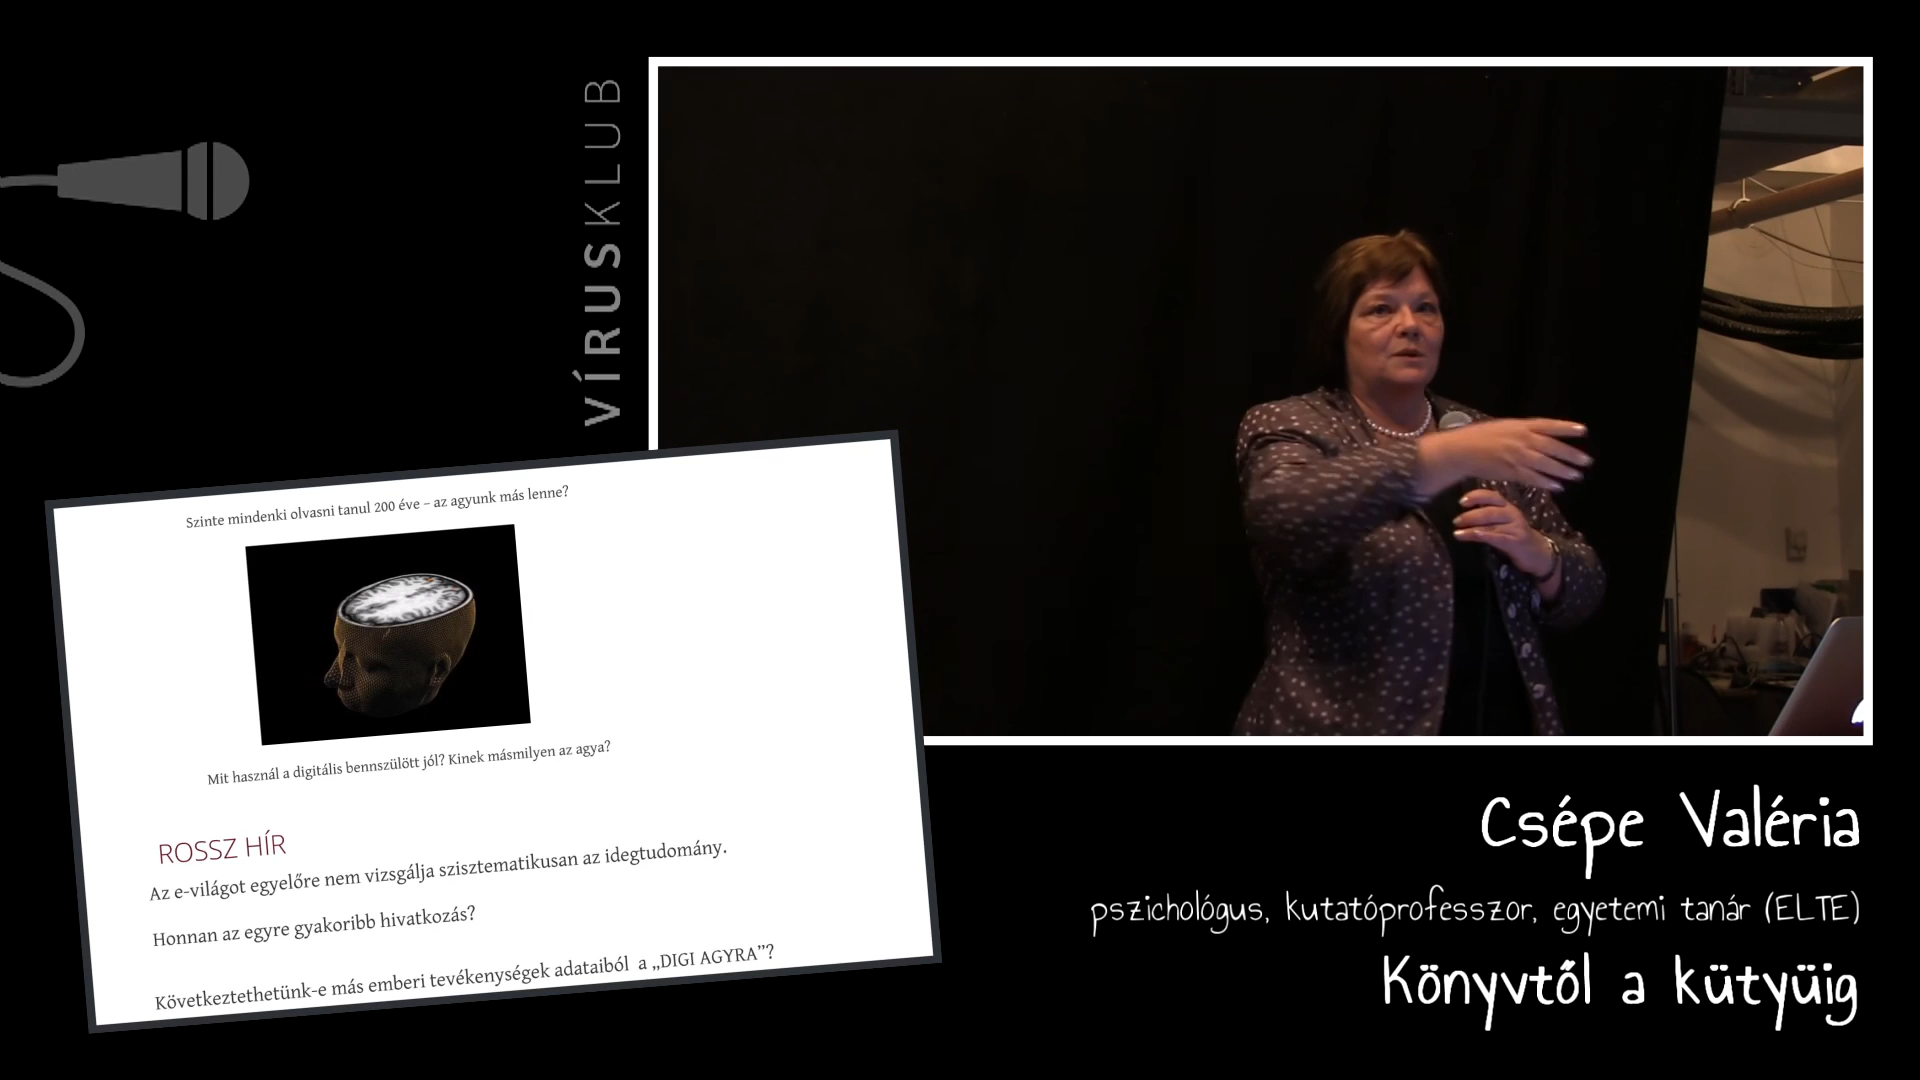 VÍRUSKLUB
Szinte mindenki olvasni tanul 200 éve – az agyunk más lenne?
Mit használ a digitális bennszülött jól? Kinek másmilyen az agya?
ROSSZ HÍR
Az e-világot egyelőre nem vizsgálja szisztematikusan az idegtudomány.
Honnan az egyre gyakoribb hivatkozás?
Következtethetünk-e más emberi tevékenységek adataiból a „DIGI AGYRA”?
Csépe Valéria
pszichológus, kutatóprofesszor, egyetemi tanár (ELTE)
Könyvtől a kütyüig